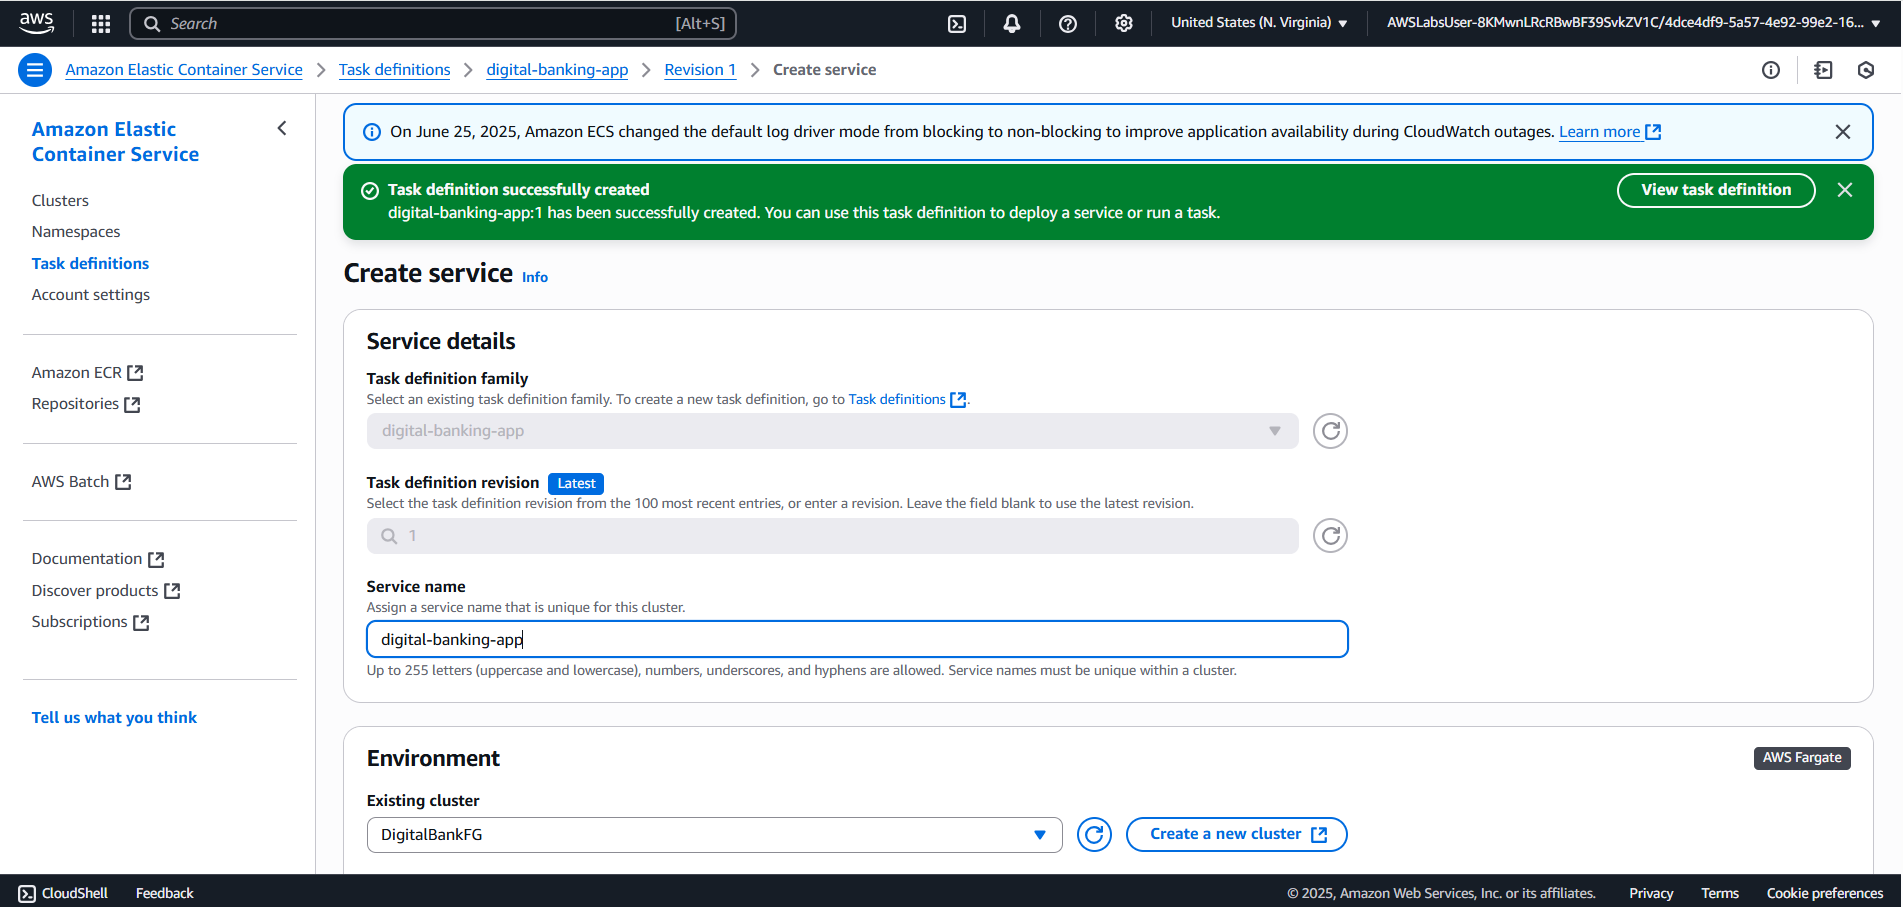 aws
Search [Alt+S]
United States (N. Virginia)
AWSLabsUser-8KMwnLRcRBwBF39SvkZV1C/4dce4df9-5a57-4e92-99e2-16...
Amazon Elastic Container Service > Task definitions > digital-banking-app > Revision 1 > Create service
Amazon Elastic
Container Service
Clusters
Namespaces
Task definitions
Account settings
Amazon ECR
Repositories
AWS Batch
Documentation
Discover products
Subscriptions
Tell us what you think
On June 25, 2025, Amazon ECS changed the default log driver mode from blocking to non-blocking to improve application availability during CloudWatch outages. Learn more
Task definition successfully created
digital-banking-app:1 has been successfully created. You can use this task definition to deploy a service or run a task.
View task definition
Create service Info
Service details
Task definition family
Select an existing task definition family. To create a new task definition, go to Task definitions.
digital-banking-app
Task definition revision Latest
Select the task definition revision from the 100 most recent entries, or enter a revision. Leave the field blank to use the latest revision.
1
Service name
Assign a service name that is unique for this cluster.
digital-banking-app
Up to 255 letters (uppercase and lowercase), numbers, underscores, and hyphens are allowed. Service names must be unique within a cluster.
Environment
AWS Fargate
Existing cluster
DigitalBankFG
Create a new cluster
CloudShell Feedback
© 2025, Amazon Web Services, Inc. or its affiliates. Privacy Terms Cookie preferences